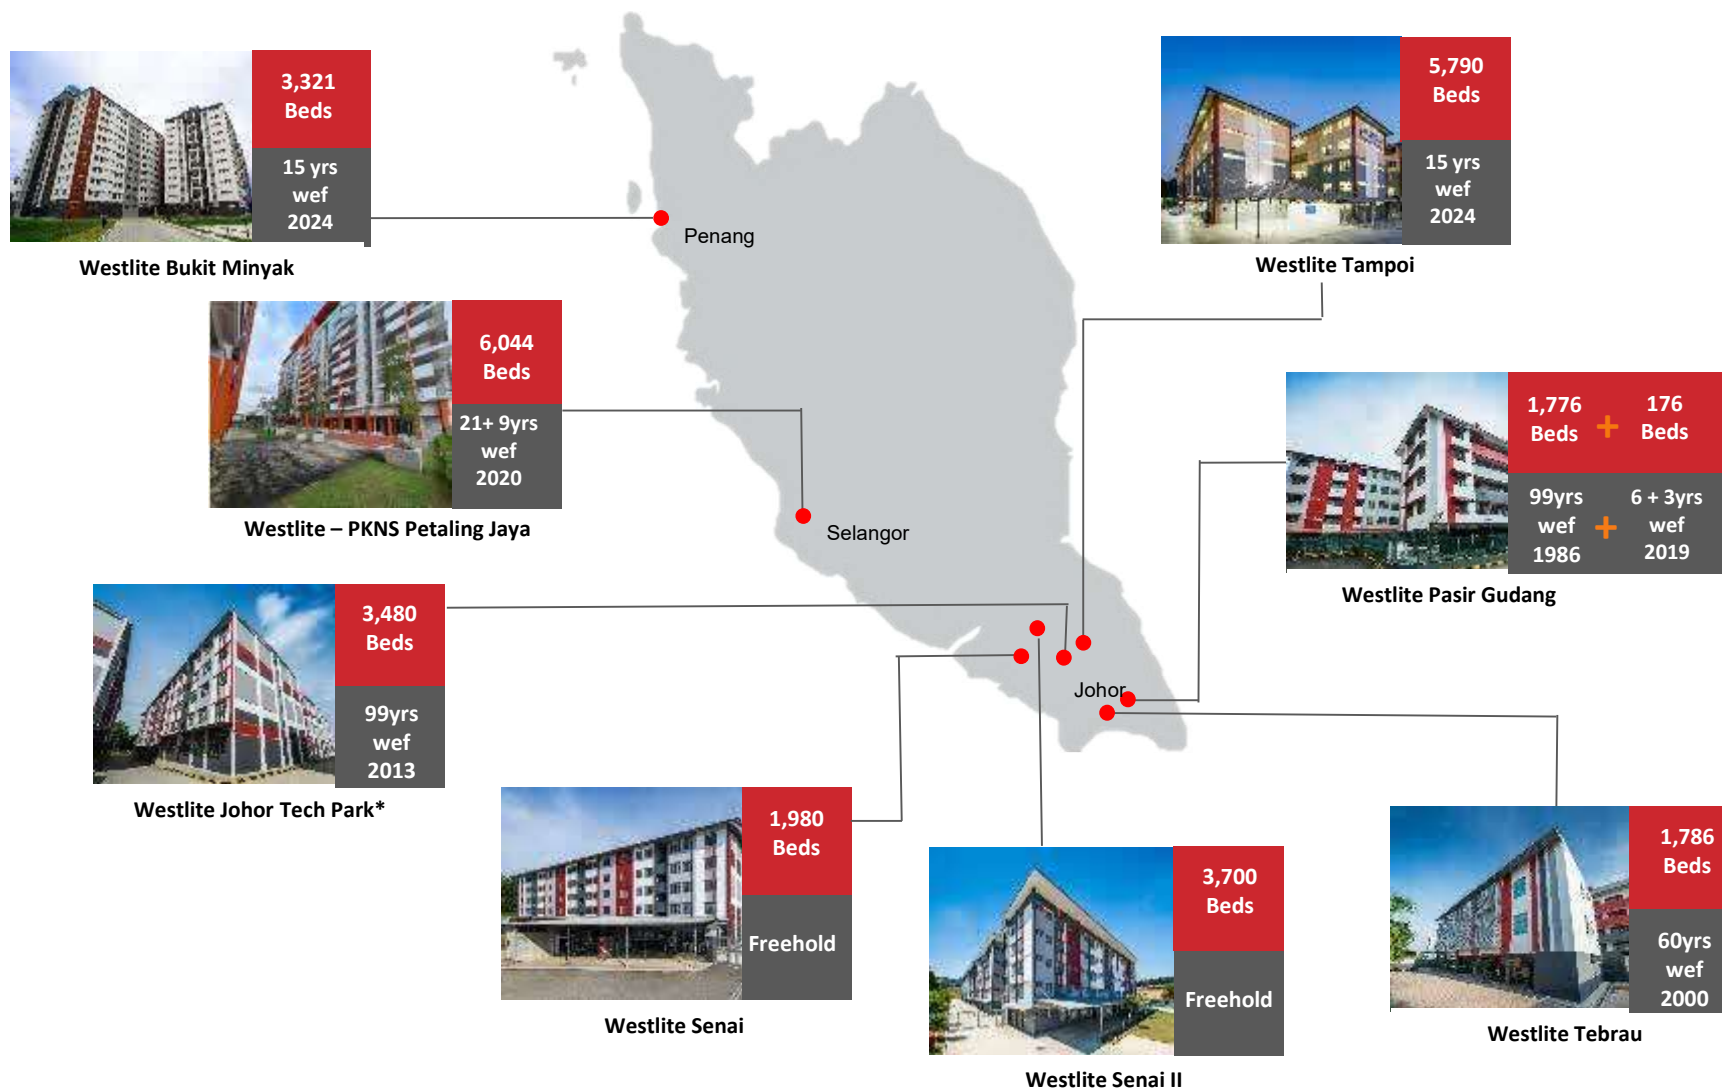 3,321
Beds
15 yrs
wef
2024
Westlite Bukit Minyak
Penang
5,790
Beds
15 yrs
wef
2024
Westlite Tampoi
6,044
Beds
21+ 9yrs
wef
2020
Westlite – PKNS Petaling Jaya
Selangor
1,776
Beds
+
176
Beds
99yrs
wef
1986
+
6 + 3yrs
wef
2019
Westlite Pasir Gudang
3,480
Beds
99yrs
wef
2013
Westlite Johor Tech Park*
Johor
1,980
Beds
Freehold
Westlite Senai
3,700
Beds
Freehold
Westlite Senai II
1,786
Beds
60yrs
wef
2000
Westlite Tebrau